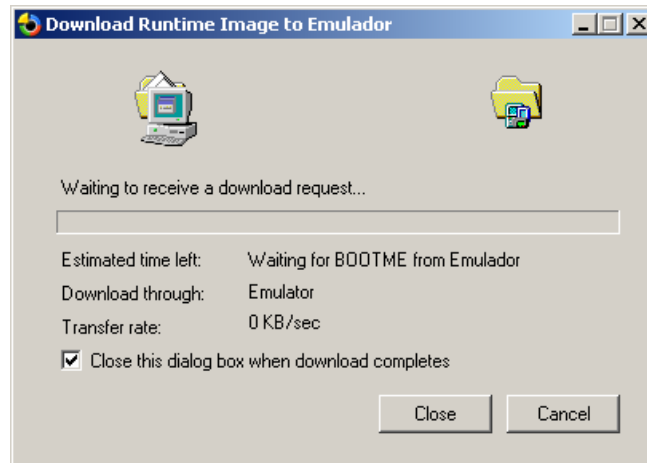 Download Runtime Image to Emulador
Waiting to receive a download request...
Estimated time left: Waiting for BOOTME from Emulador
Download through: Emulator
Transfer rate: 0 KB/sec
Close this dialog box when download completes
Close Cancel